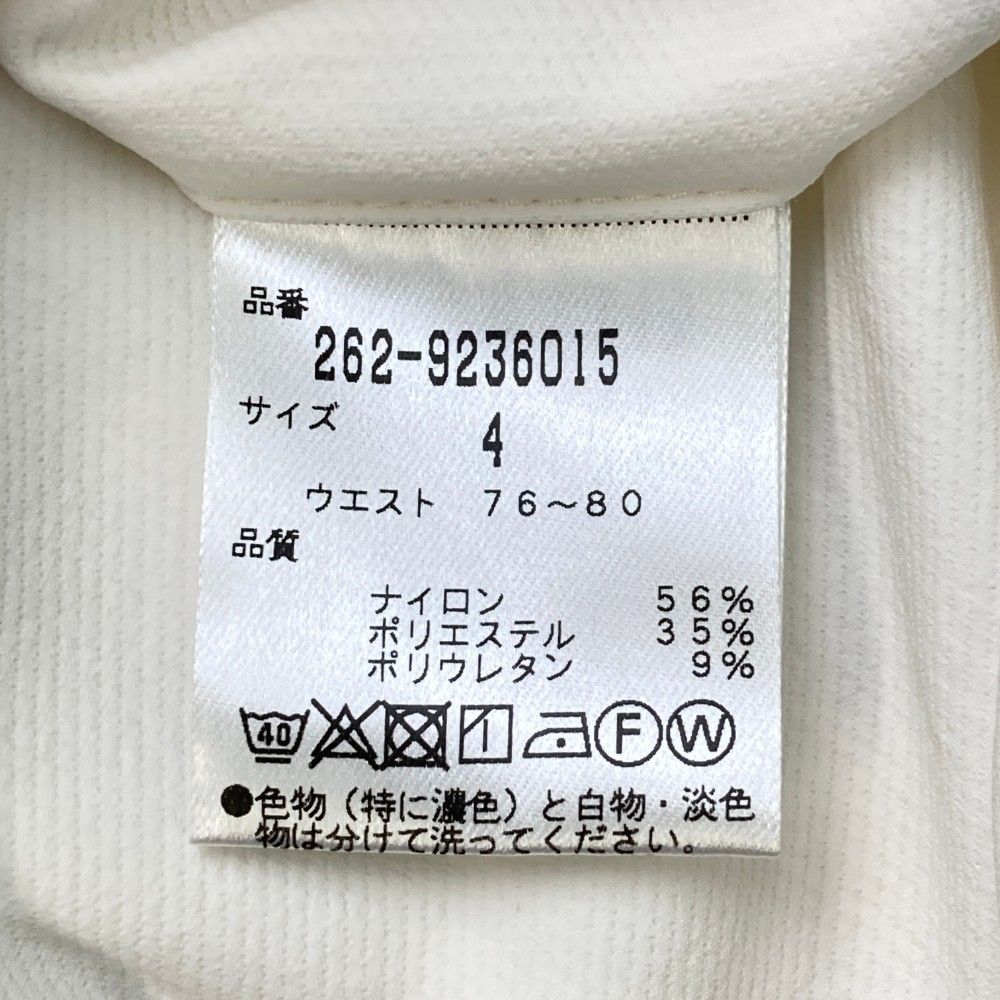 品番
262-9236015
サイズ
4
ウエスト 76～80
品質
ナイロン 56%
ポリエステル 35%
ポリウレタン 9%
40 F W
●色物（特に濃色）と白物・淡色
物は分けて洗ってください。